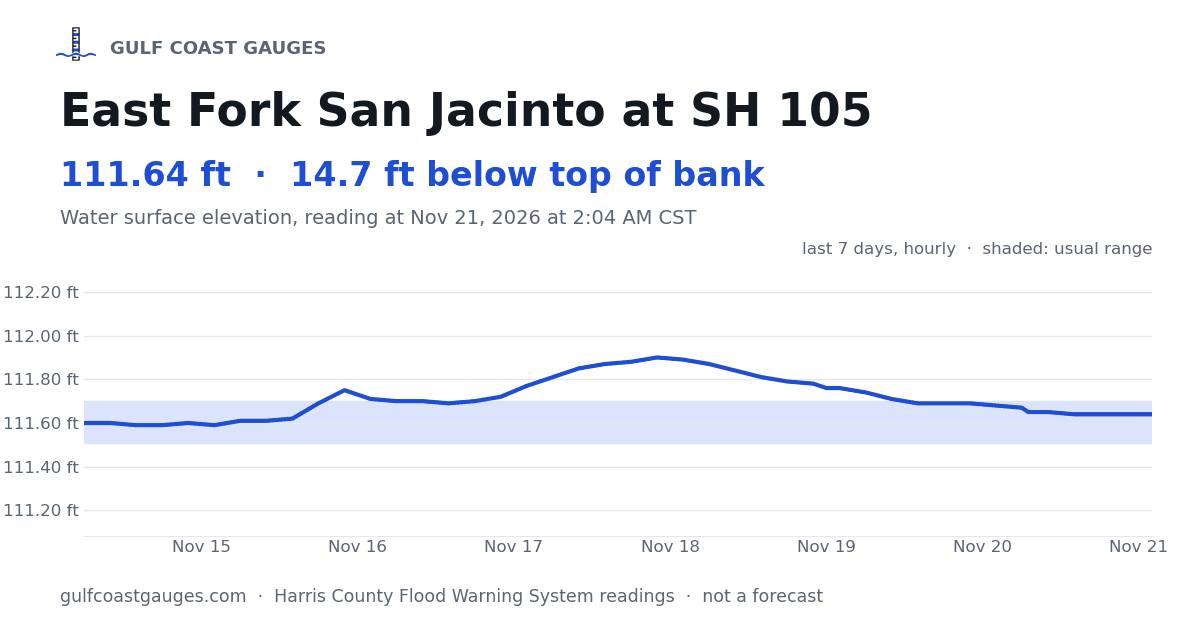 GULF COAST GAUGES
East Fork San Jacinto at SH 105
111.64 ft · 14.7 ft below top of bank
Water surface elevation, reading at Nov 21, 2026 at 2:04 AM CST
last 7 days, hourly · shaded: usual range
112.20 ft
112.00 ft
111.80 ft
111.60 ft
111.40 ft
111.20 ft
Nov 15 Nov 16 Nov 17 Nov 18 Nov 19 Nov 20 Nov 21
gulfcoastgauges.com · Harris County Flood Warning System readings · not a forecast